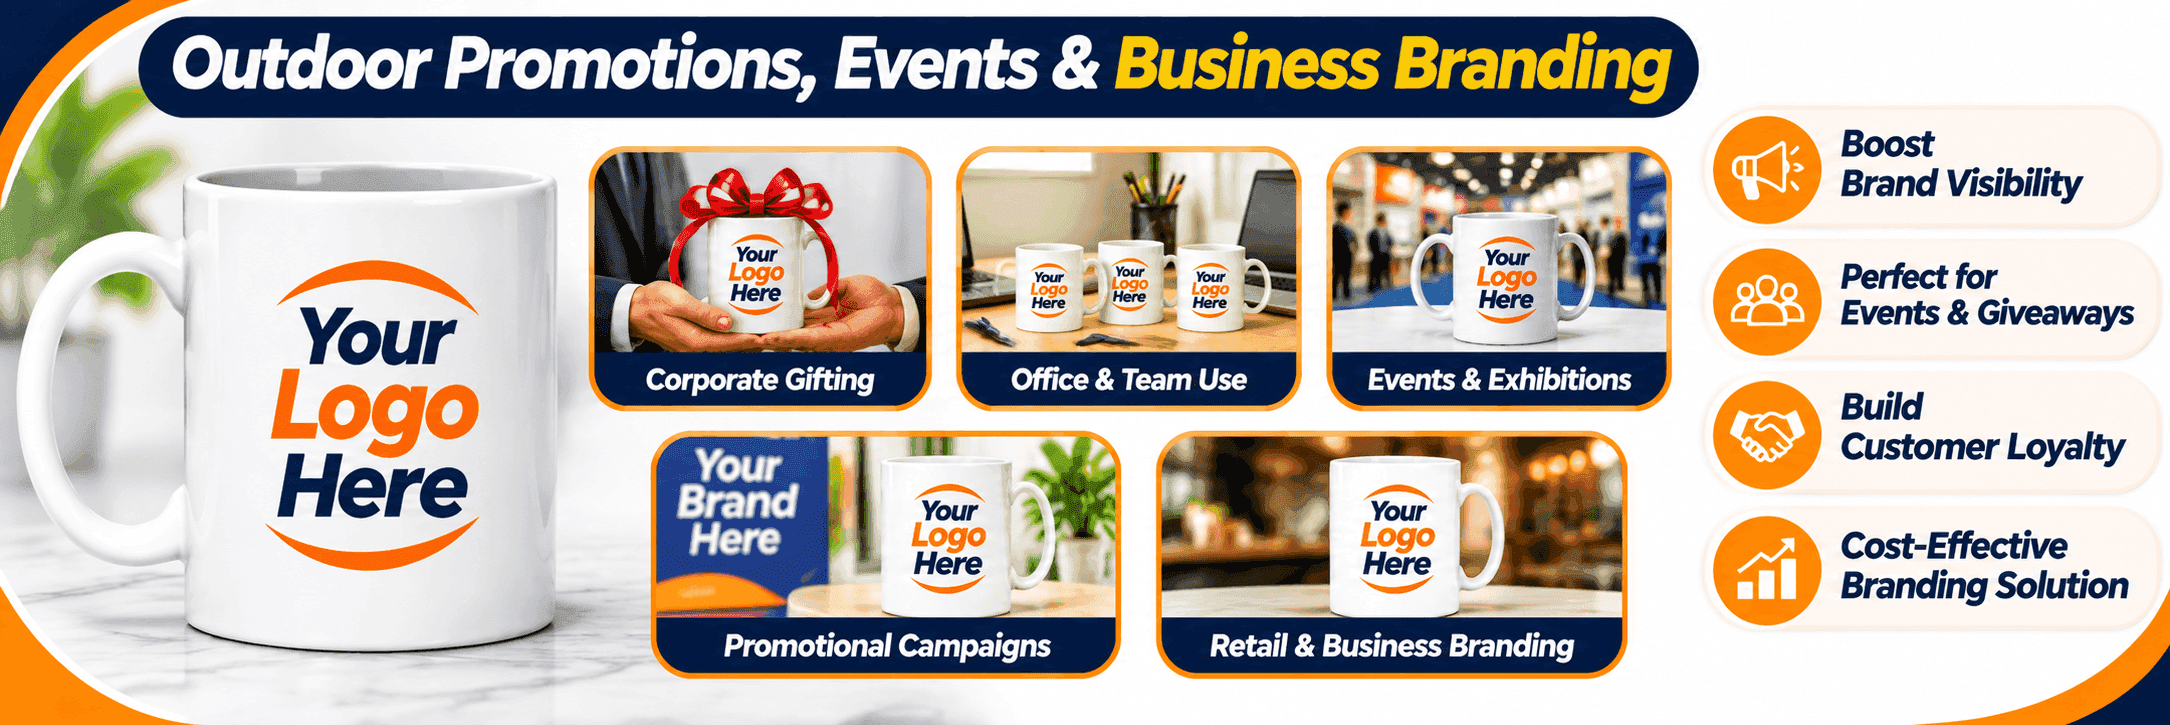 Outdoor Promotions, Events & Business Branding
Your
Logo
Here
Your
Logo
Here
Corporate Gifting
Your
Logo
Here
Your
Logo
Here
Your
Logo
Here
Office & Team Use
Your
Logo
Here
Events & Exhibitions
Your
Brand
Here
Your
Logo
Here
Promotional Campaigns
Your
Logo
Here
Retail & Business Branding
Boost
Brand Visibility
Perfect for
Events & Giveaways
Build
Customer Loyalty
Cost-Effective
Branding Solution